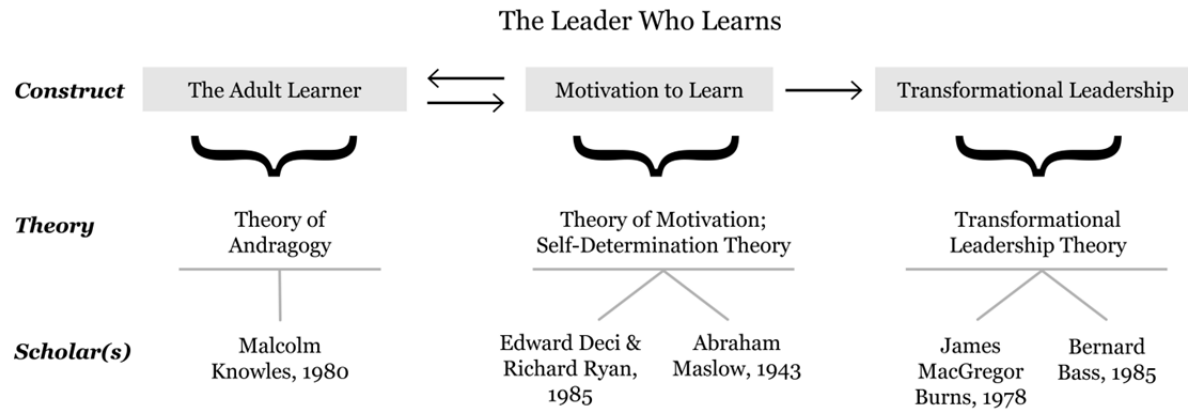 The Leader Who Learns
Construct
The Adult Learner
Motivation to Learn
Transformational Leadership
Theory
Theory of
Andragogy
Theory of Motivation;
Self-Determination Theory
Transformational
Leadership Theory
Scholar(s)
Malcolm
Knowles, 1980
Edward Deci &
Richard Ryan,
1985
Abraham
Maslow, 1943
James
MacGregor
Burns, 1978
Bernard
Bass, 1985